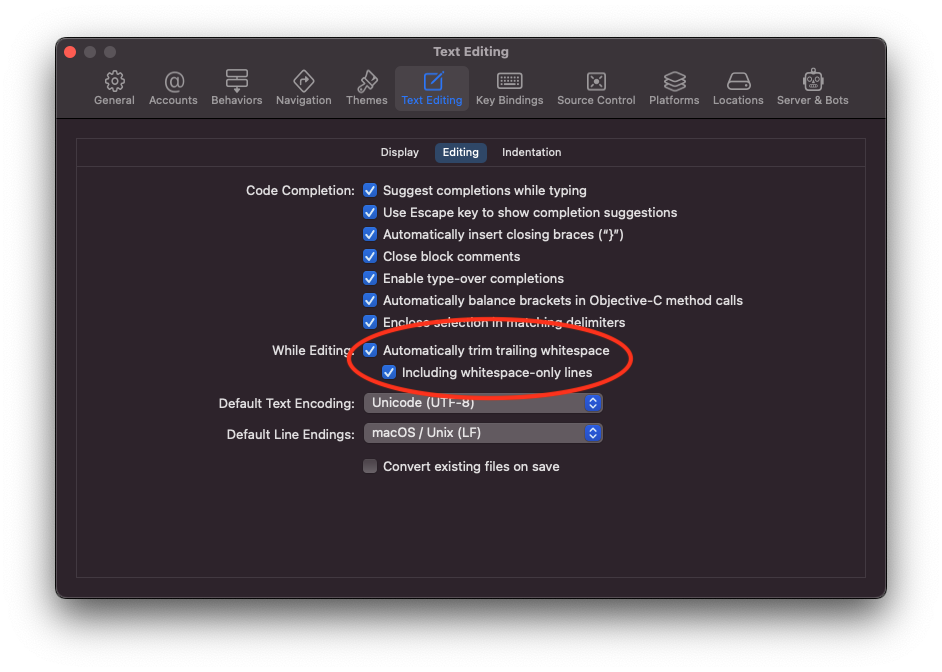 Text Editing
General Accounts Behaviors Navigation Themes Text Editing Key Bindings Source Control Platforms Locations Server & Bots
Display Editing Indentation
Code Completion: Suggest completions while typing
Use Escape key to show completion suggestions
Automatically insert closing braces (“}”)
Close block comments
Enable type-over completions
Automatically balance brackets in Objective-C method calls
Enclose selection in matching delimiters
While Editing: Automatically trim trailing whitespace
Including whitespace-only lines
Default Text Encoding: Unicode (UTF-8)
Default Line Endings: macOS / Unix (LF)
Convert existing files on save